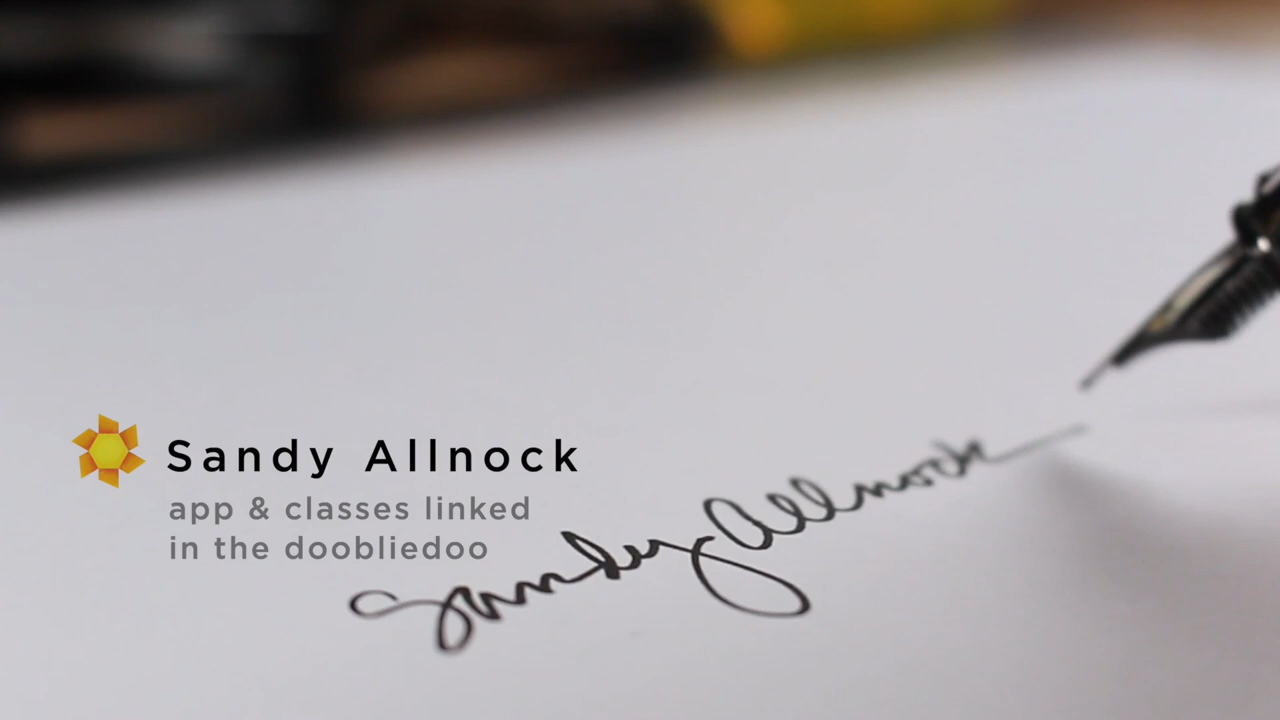 Sandy Allnock
app & classes linked
in the doobliedoo
Sandy Allnock